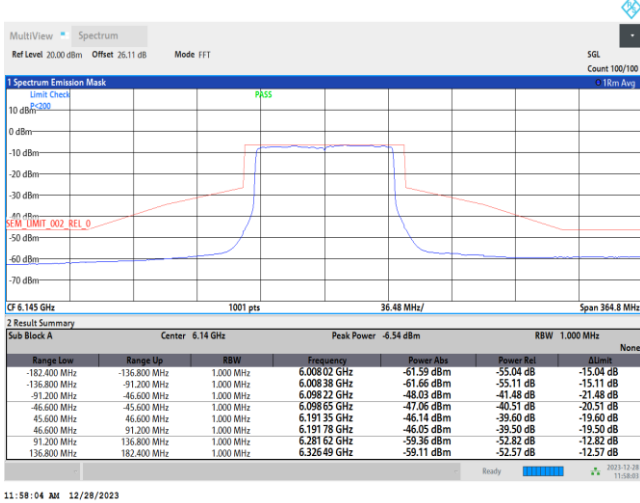 MultiView Spectrum
Ref Level 20.00 dBm Offset 26.11 dB Mode FFT SGL
Count 100/100
1 Spectrum Emission Mask 1Rm Avg
Limit Check PASS
P<200
10 dBm
0 dBm
-10 dBm
-20 dBm
-30 dBm
-40 dBm
SEM_LIMIT_002_REL_0
-50 dBm
-60 dBm
-70 dBm
CF 6.145 GHz 1001 pts 36.48 MHz/ Span 364.8 MHz
2 Result Summary
Sub Block A Center 6.14 GHz Peak Power -6.54 dBm RBW 1.000 MHz
None
Range Low Range Up RBW Frequency Power Abs Power Rel ΔLimit
-182.400 MHz -136.800 MHz 1.000 MHz 6.008 02 GHz -61.59 dBm -55.04 dB -15.04 dB
-136.800 MHz -91.200 MHz 1.000 MHz 6.008 38 GHz -61.66 dBm -55.11 dB -15.11 dB
-91.200 MHz -46.600 MHz 1.000 MHz 6.098 22 GHz -48.03 dBm -41.48 dB -21.48 dB
-46.600 MHz -45.600 MHz 1.000 MHz 6.098 65 GHz -47.06 dBm -40.51 dB -20.51 dB
45.600 MHz 46.600 MHz 1.000 MHz 6.191 35 GHz -46.14 dBm -39.60 dB -19.60 dB
46.600 MHz 91.200 MHz 1.000 MHz 6.191 78 GHz -46.05 dBm -39.50 dB -19.50 dB
91.200 MHz 136.800 MHz 1.000 MHz 6.281 62 GHz -59.36 dBm -52.82 dB -12.82 dB
136.800 MHz 182.400 MHz 1.000 MHz 6.326 49 GHz -59.11 dBm -52.57 dB -12.57 dB
Ready 2023-12-28
11:58:03
11:58:04 AM 12/28/2023